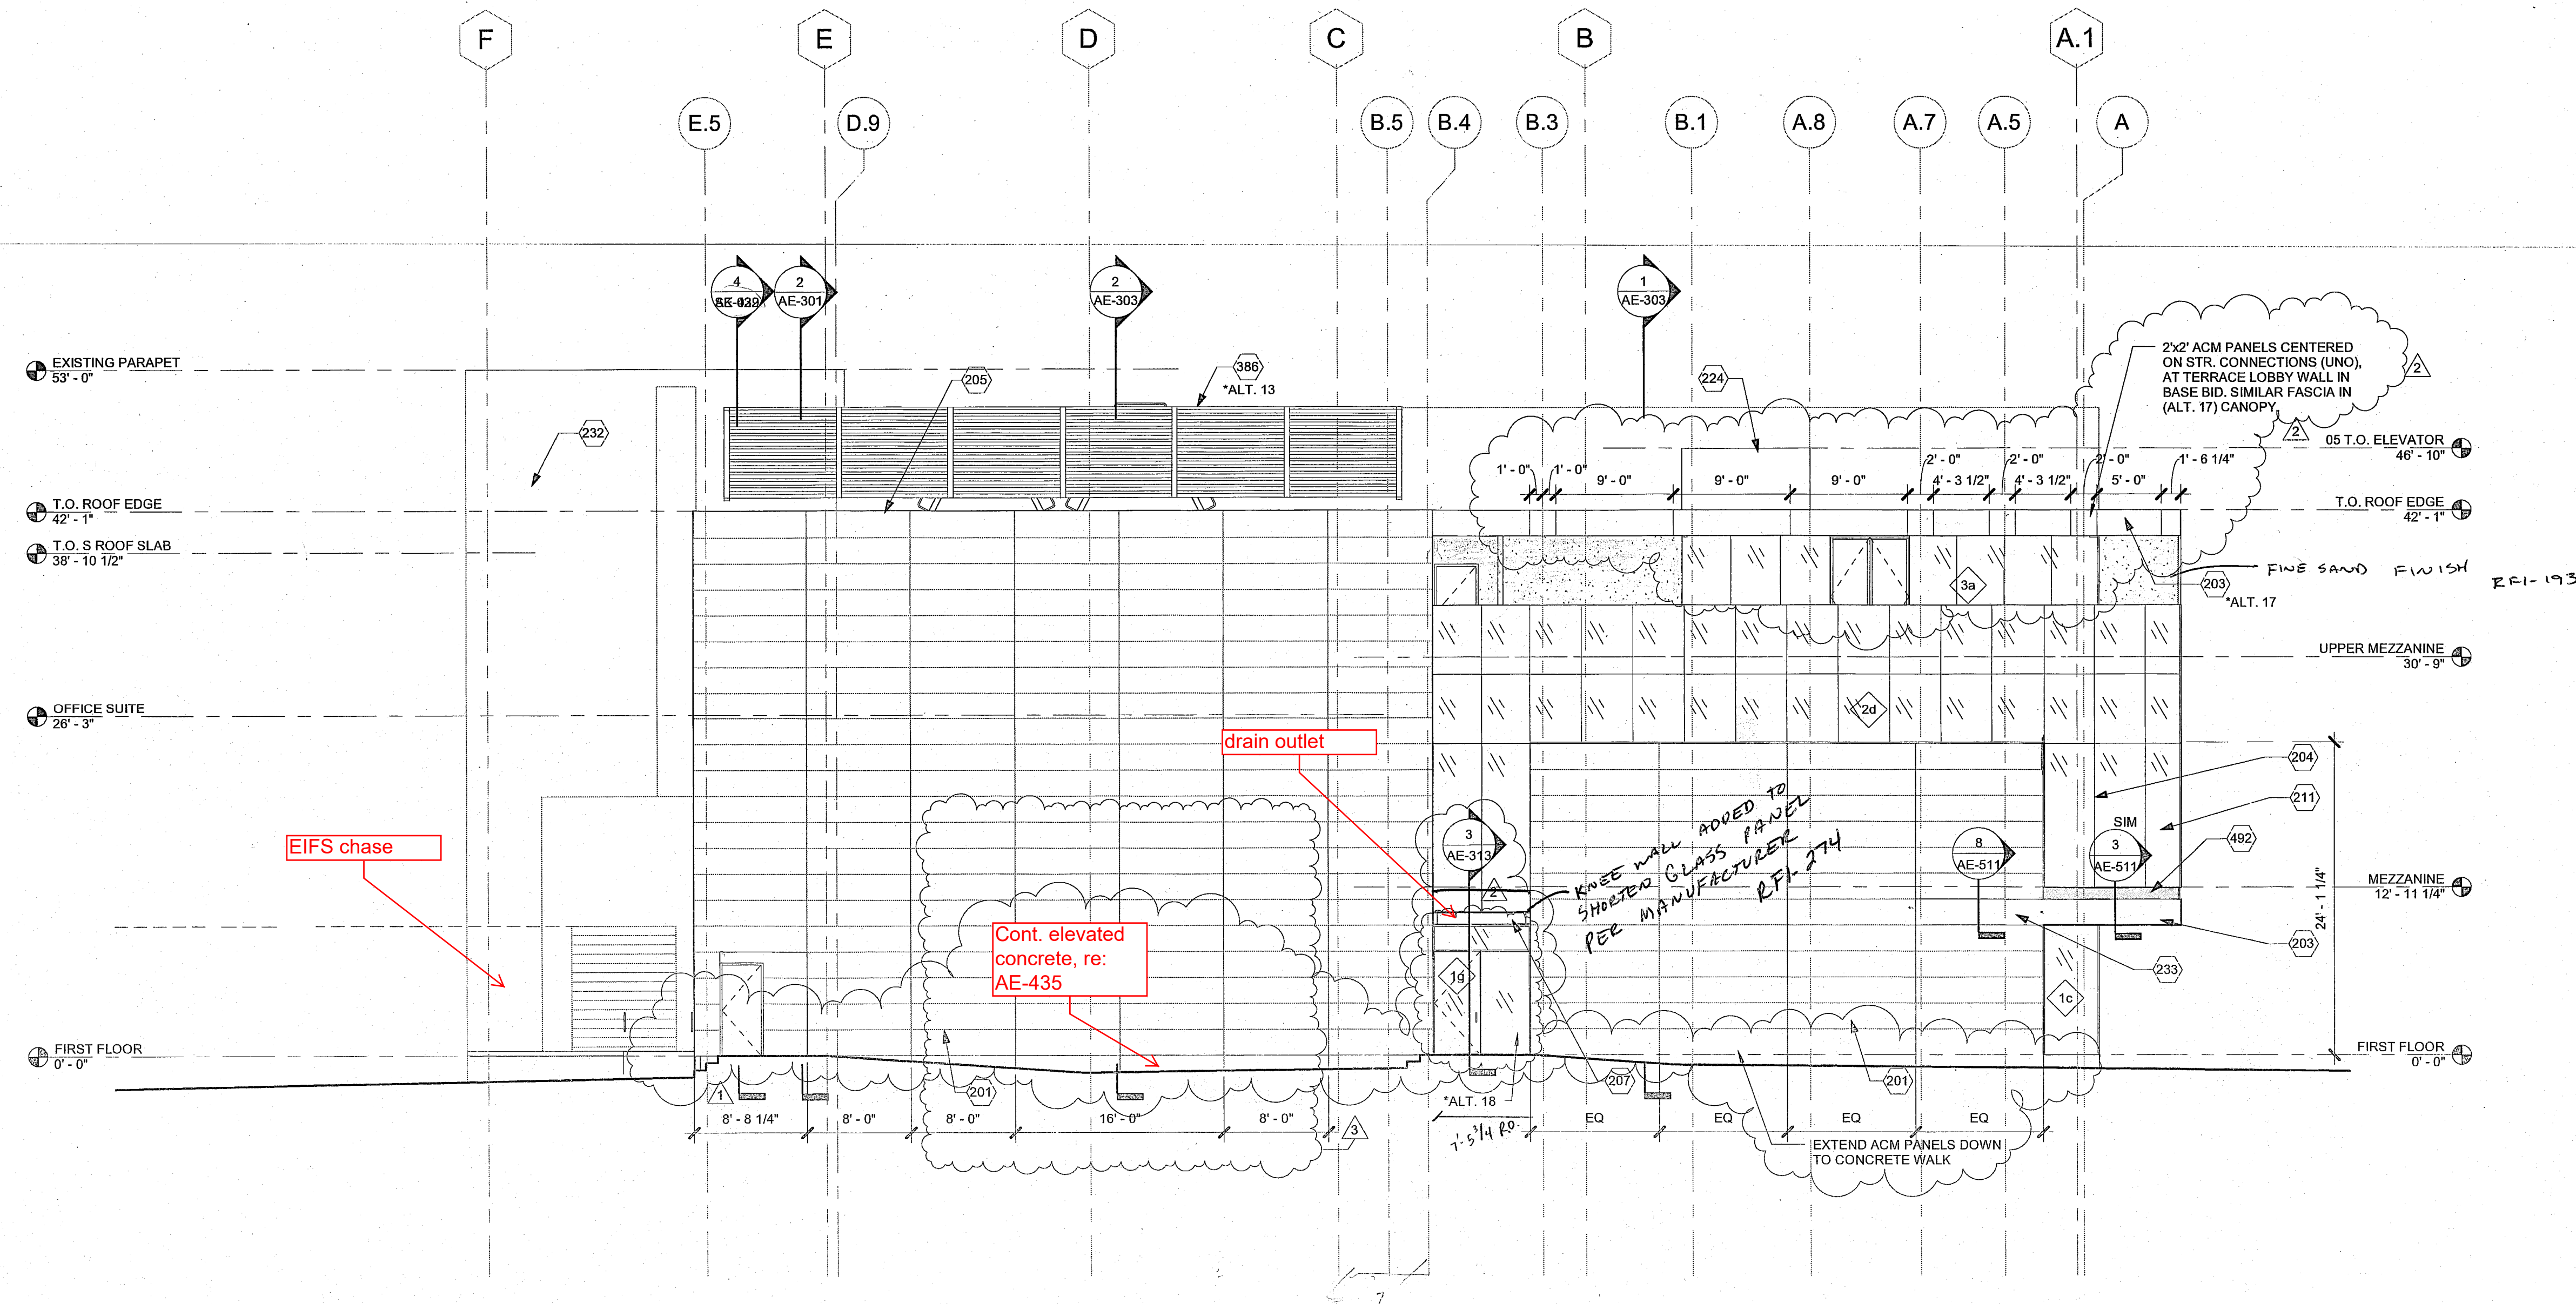 F
E
D
C
B
A.1
E.5
D.9
B.5
B.4
B.3
B.1
A.8
A.7
A.5
A
4
2
AE-301
2
AE-303
1
AE-303
EXISTING PARAPET
53' - 0"
T.O. ROOF EDGE
42' - 1"
T.O. S ROOF SLAB
38' - 10 1/2"
OFFICE SUITE
26' - 3"
FIRST FLOOR
0' - 0"
232
205
386
*ALT. 13
224
2'x2' ACM PANELS CENTERED
ON STR. CONNECTIONS (UNO),
AT TERRACE LOBBY WALL IN
BASE BID. SIMILAR FASCIA IN
(ALT. 17) CANOPY.
2
2
05 T.O. ELEVATOR
46' - 10"
1' - 0"
1' - 0"
9' - 0"
9' - 0"
9' - 0"
2' - 0"
4' - 3 1/2"
2' - 0"
4' - 3 1/2"
2' - 0"
5' - 0"
1' - 6 1/4"
T.O. ROOF EDGE
42' - 1"
FINE SAND FINISH
RFI-193
203
*ALT. 17
3a
UPPER MEZZANINE
30' - 9"
2d
drain outlet
EIFS chase
Cont. elevated
concrete, re:
AE-435
3
AE-313
2
KNEE WALL ADDED TO
SHORTED GLASS PANEL
PER MANUFACTURER
RFI-274
204
211
SIM
8
AE-511
3
AE-511
492
MEZZANINE
12' - 11 1/4"
24' - 1 1/4"
203
233
1g
1c
FIRST FLOOR
0' - 0"
1
201
207
201
*ALT. 18
8' - 8 1/4"
8' - 0"
8' - 0"
16' - 0"
8' - 0"
3
7'-5 3/4 R.O.
EQ
EQ
EQ
EQ
EXTEND ACM PANELS DOWN
TO CONCRETE WALK
7